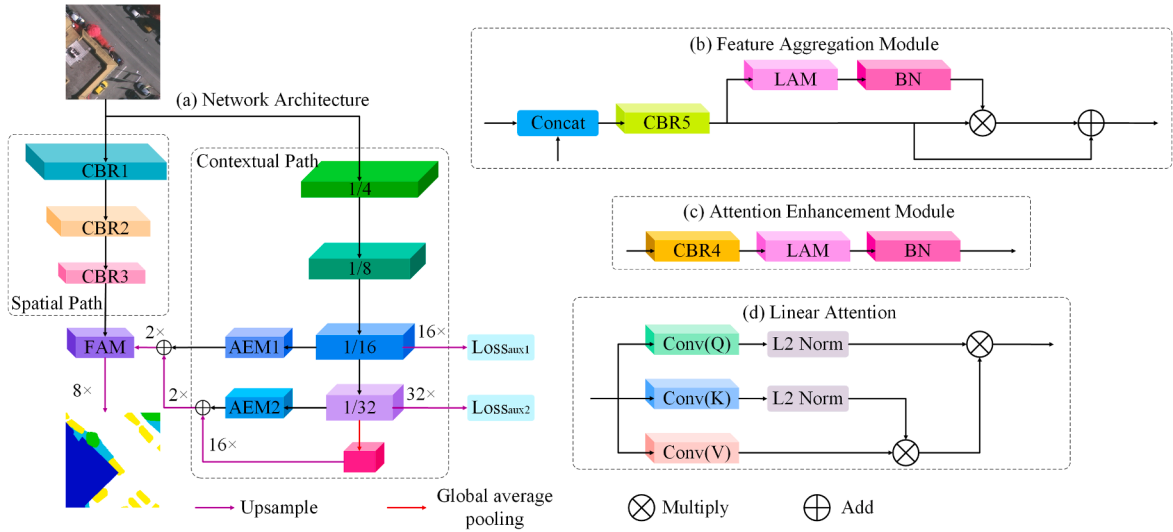 (a) Network Architecture
CBR1
CBR2
CBR3
Spatial Path
Contextual Path
1/4
1/8
1/16
1/32
16×
32×
Loss_aux1
Loss_aux2
AEM1
AEM2
2×
2×
16×
FAM
8×
(b) Feature Aggregation Module
LAM
BN
Concat
CBR5
(c) Attention Enhancement Module
CBR4
LAM
BN
(d) Linear Attention
Conv(Q)
L2 Norm
Conv(K)
L2 Norm
Conv(V)
Upsample
Global average
pooling
Multiply
Add